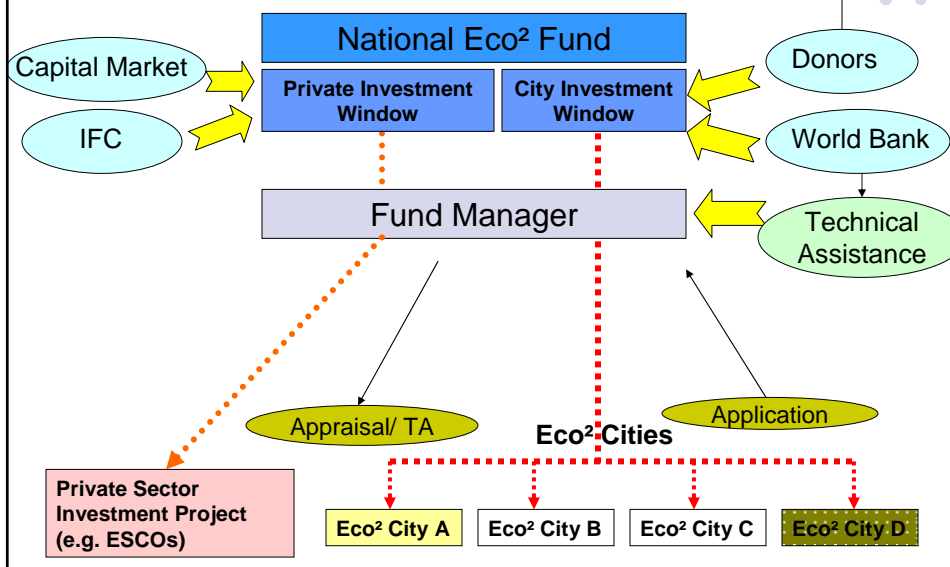 National Eco² Fund
Capital Market
Donors
Private Investment
Window
City Investment
Window
IFC
World Bank
Fund Manager
Technical
Assistance
Appraisal/ TA
Application
Eco² Cities
Private Sector
Investment Project
(e.g. ESCOs)
Eco² City A
Eco² City B
Eco² City C
Eco² City D